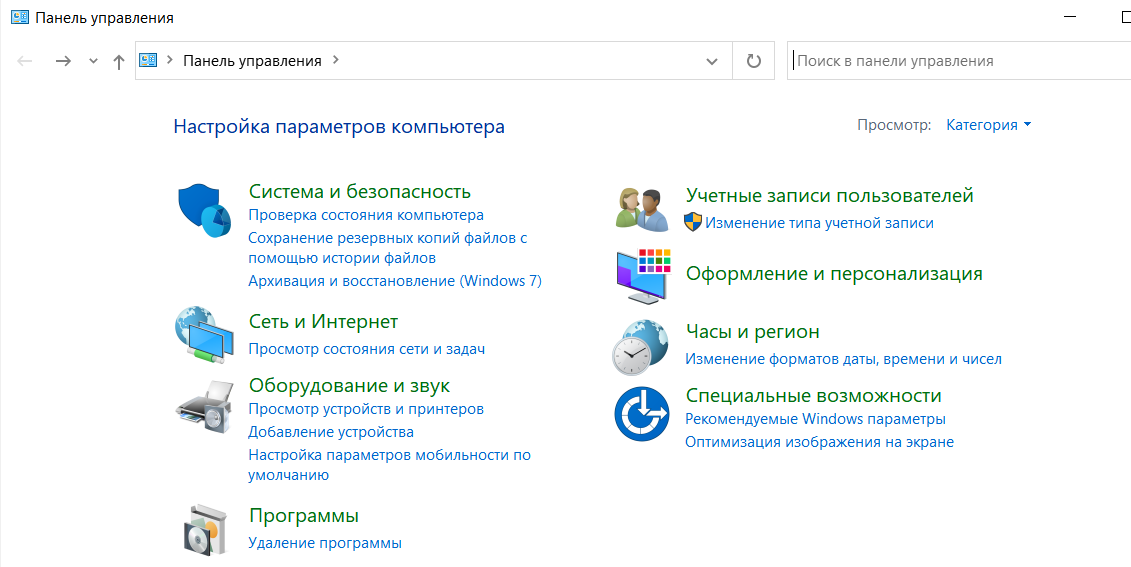 Панель управления
Панель управления
Поиск в панели управления
Настройка параметров компьютера
Просмотр: Категория
Система и безопасность
Проверка состояния компьютера
Сохранение резервных копий файлов с
помощью истории файлов
Архивация и восстановление (Windows 7)
Сеть и Интернет
Просмотр состояния сети и задач
Оборудование и звук
Просмотр устройств и принтеров
Добавление устройства
Настройка параметров мобильности по
умолчанию
Программы
Удаление программы
Учетные записи пользователей
Изменение типа учетной записи
Оформление и персонализация
Часы и регион
Изменение форматов даты, времени и чисел
Специальные возможности
Рекомендуемые Windows параметры
Оптимизация изображения на экране